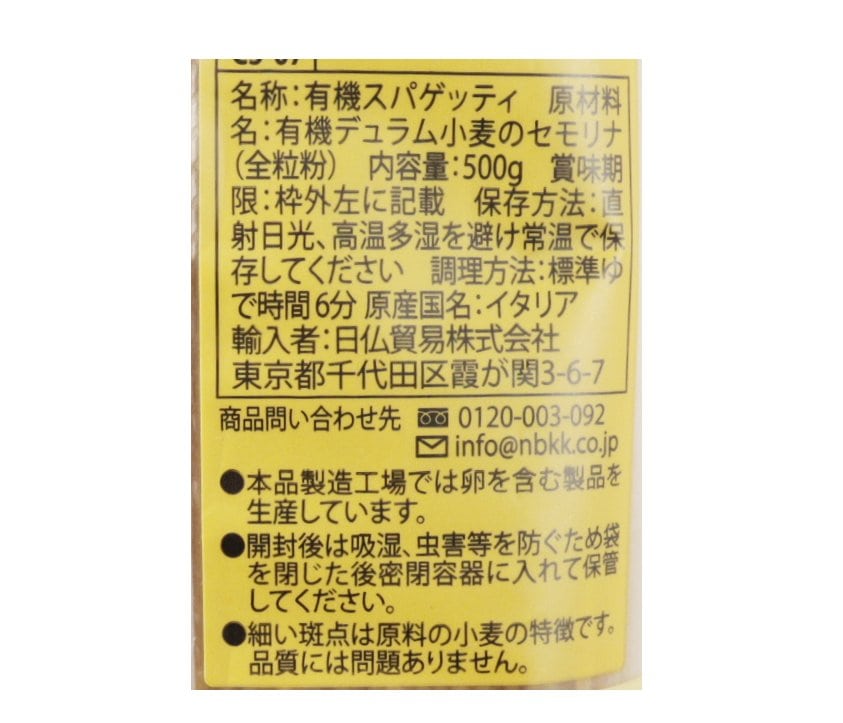 名称:有機スパゲッティ　原材料
名:有機デュラム小麦のセモリナ
(全粒粉)　内容量:500g　賞味期
限:枠外左に記載　保存方法:直
射日光、高温多湿を避け常温で保
存してください　調理方法:標準ゆ
で時間6分 原産国名:イタリア
輸入者:日仏貿易株式会社
東京都千代田区霞が関3-6-7
商品問い合わせ先 0120-003-092
info@nbkk.co.jp
●本品製造工場では卵を含む製品を
生産しています。
●開封後は吸湿、虫害等を防ぐため袋
を閉じた後密閉容器に入れて保管
してください。
●細い斑点は原料の小麦の特徴です。
品質には問題ありません。